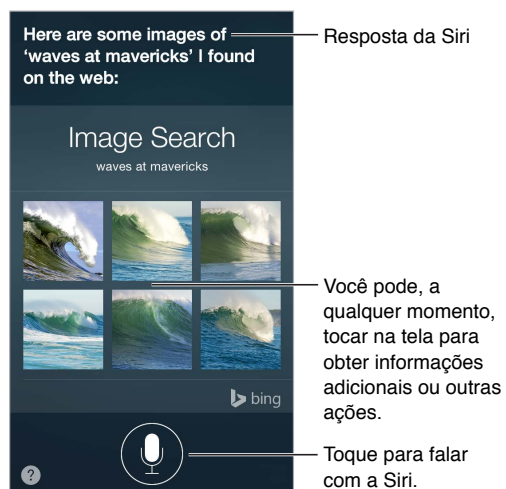 Here are some images of
‘waves at mavericks’ I found
on the web:
Resposta da Siri
Image Search
waves at mavericks
Você pode, a
qualquer momento,
tocar na tela para
obter informações
adicionais ou outras
ações.
bing
Toque para falar
com a Siri.
?